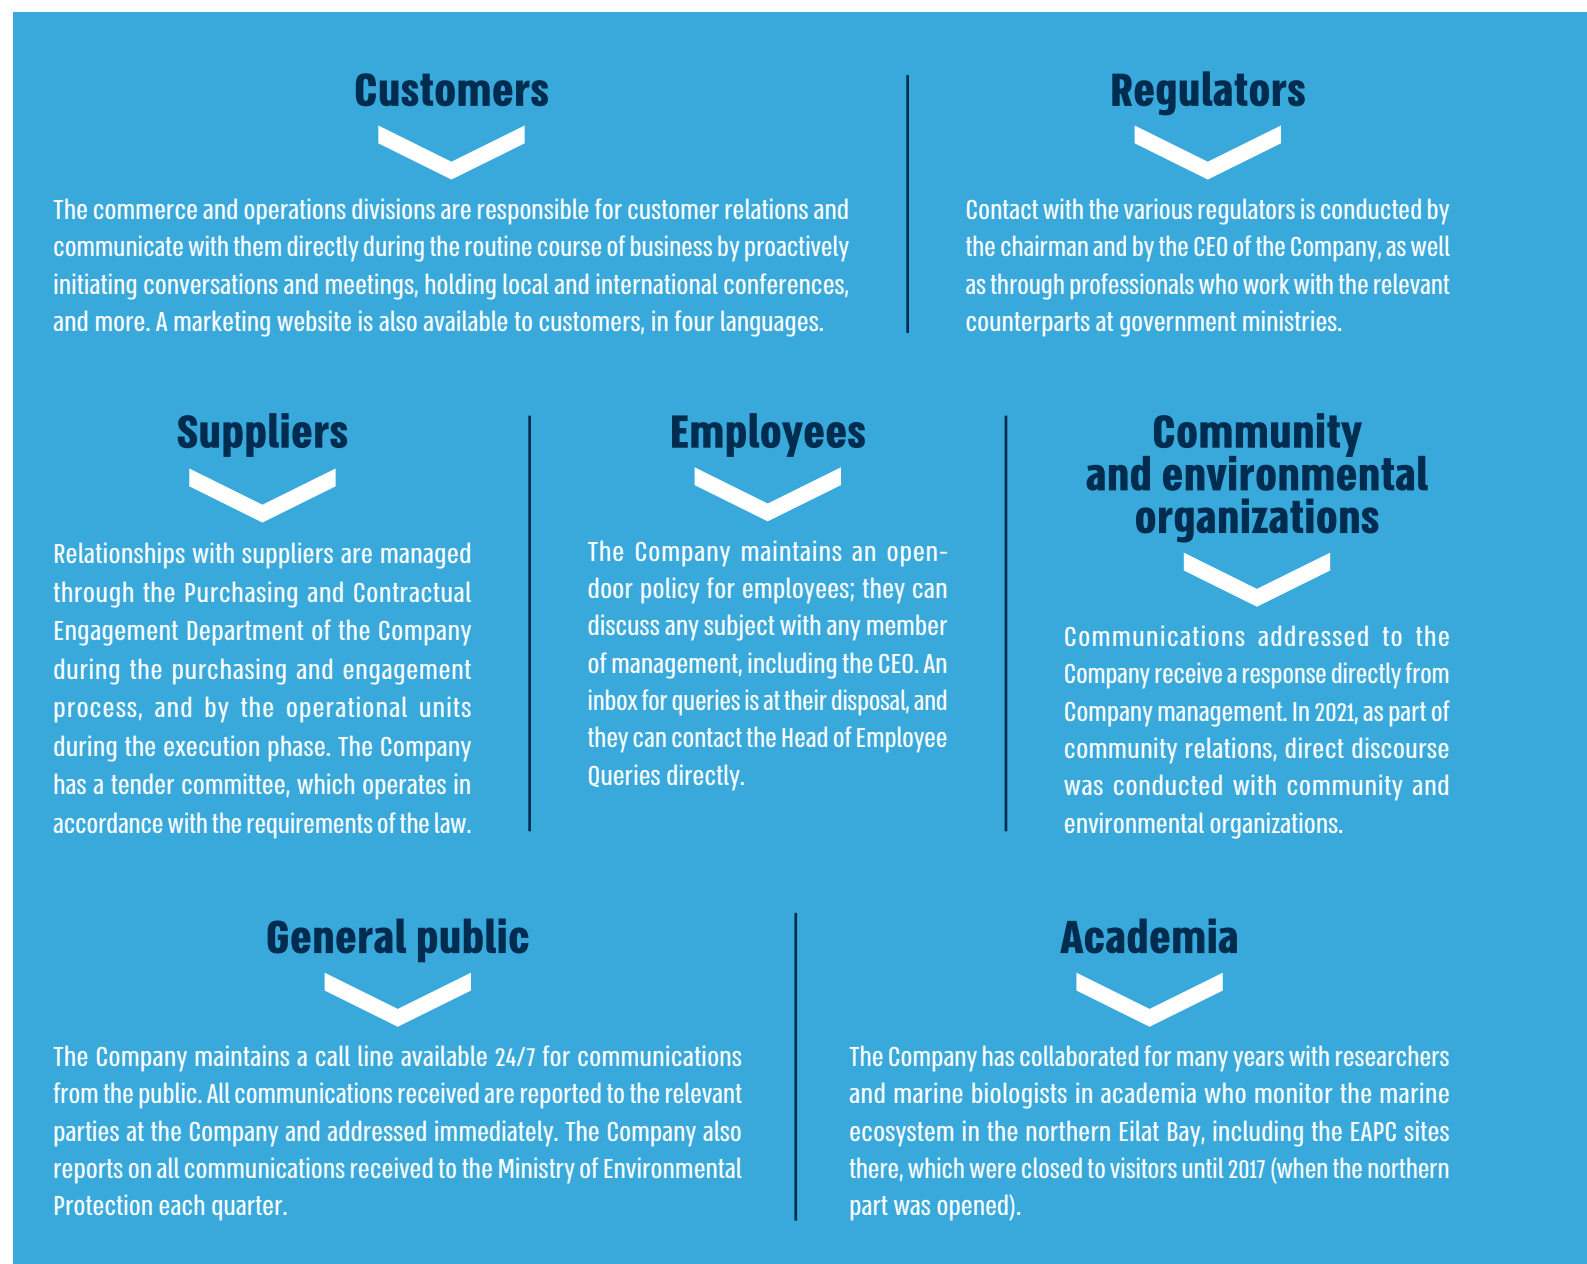 Customers
The commerce and operations divisions are responsible for customer relations and
communicate with them directly during the routine course of business by proactively
initiating conversations and meetings, holding local and international conferences,
and more. A marketing website is also available to customers, in four languages.
Regulators
Contact with the various regulators is conducted by
the chairman and by the CEO of the Company, as well
as through professionals who work with the relevant
counterparts at government ministries.
Suppliers
Relationships with suppliers are managed
through the Purchasing and Contractual
Engagement Department of the Company
during the purchasing and engagement
process, and by the operational units
during the execution phase. The Company
has a tender committee, which operates in
accordance with the requirements of the law.
Employees
The Company maintains an open-
door policy for employees; they can
discuss any subject with any member
of management, including the CEO. An
inbox for queries is at their disposal, and
they can contact the Head of Employee
Queries directly.
Community
and environmental
organizations
Communications addressed to the
Company receive a response directly from
Company management. In 2021, as part of
community relations, direct discourse
was conducted with community and
environmental organizations.
General public
The Company maintains a call line available 24/7 for communications
from the public. All communications received are reported to the relevant
parties at the Company and addressed immediately. The Company also
reports on all communications received to the Ministry of Environmental
Protection each quarter.
Academia
The Company has collaborated for many years with researchers
and marine biologists in academia who monitor the marine
ecosystem in the northern Eilat Bay, including the EAPC sites
there, which were closed to visitors until 2017 (when the northern
part was opened).